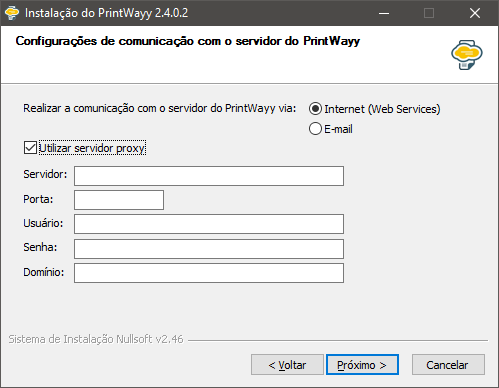 Instalação do PrintWayy 2.4.0.2
Configurações de comunicação com o servidor do PrintWayy
Realizar a comunicação com o servidor do PrintWayy via:
Internet (Web Services)
E-mail
Utilizar servidor proxy
Servidor:
Porta:
Usuário:
Senha:
Domínio:
Sistema de Instalação Nullsoft v2.46
< Voltar
Próximo >
Cancelar